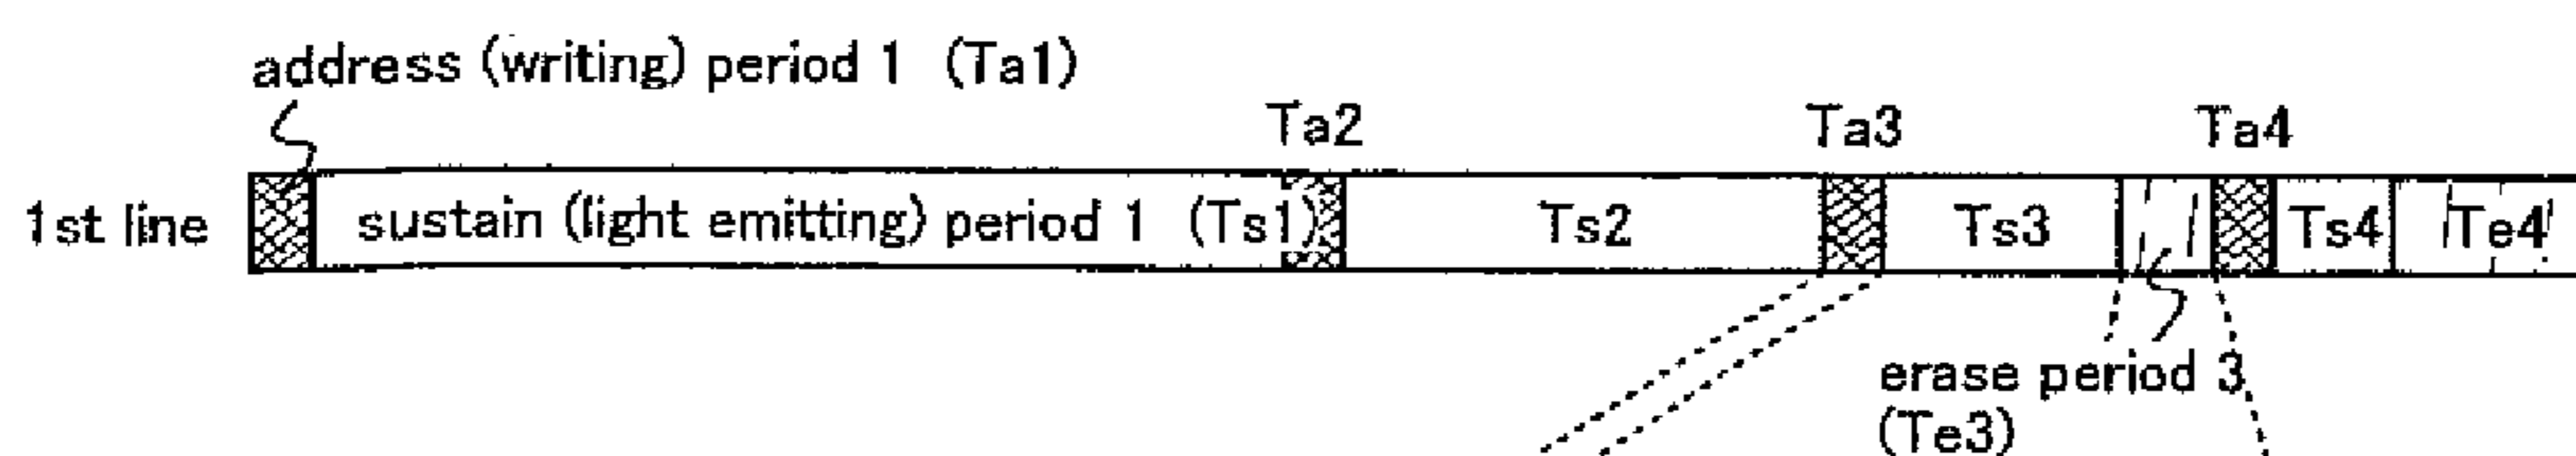 address (writing) period 1 (Ta1)
Ta2 Ta3 Ta4
1st line sustain (light emitting) period 1 (Ts1) Ts2 Ts3 Ts4 Te4
erase period 3
(Te3)